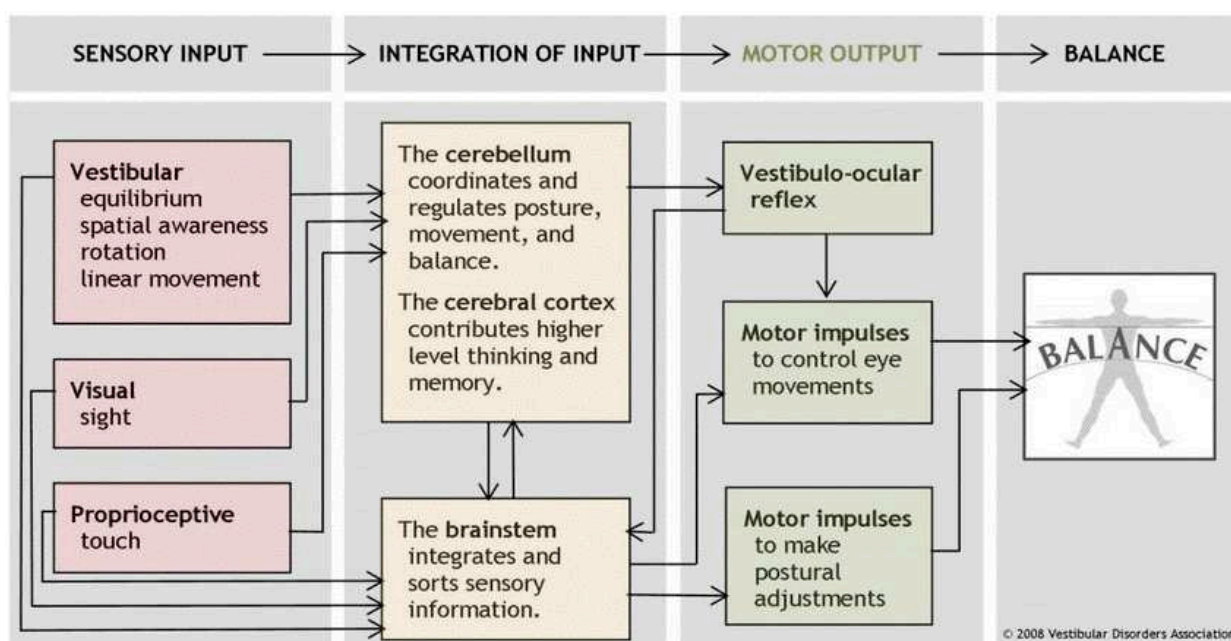 SENSORY INPUT
INTEGRATION OF INPUT
MOTOR OUTPUT
BALANCE
Vestibular
equilibrium
spatial awareness
rotation
linear movement
Visual
sight
Proprioceptive
touch
The cerebellum
coordinates and
regulates posture,
movement, and
balance.
The cerebral cortex
contributes higher
level thinking and
memory.
The brainstem
integrates and
sorts sensory
information.
Vestibulo-ocular
reflex
Motor impulses
to control eye
movements
Motor impulses
to make
postural
adjustments
BALANCE
© 2008 Vestibular Disorders Association